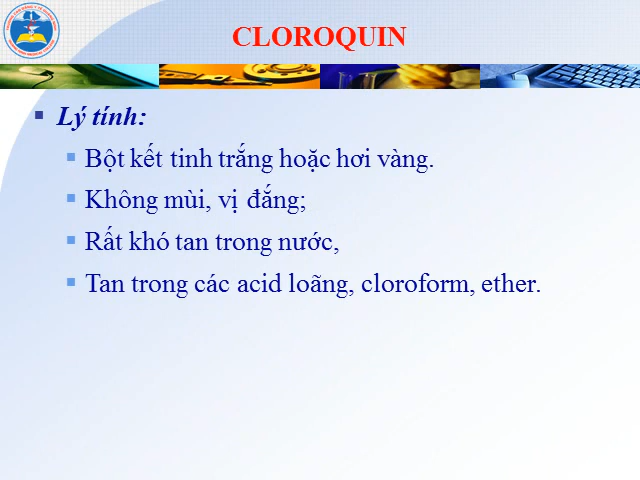 CLOROQUIN
Lý tính:
Bột kết tinh trắng hoặc hơi vàng.
Không mùi, vị đắng;
Rất khó tan trong nước,
Tan trong các acid loãng, cloroform, ether.